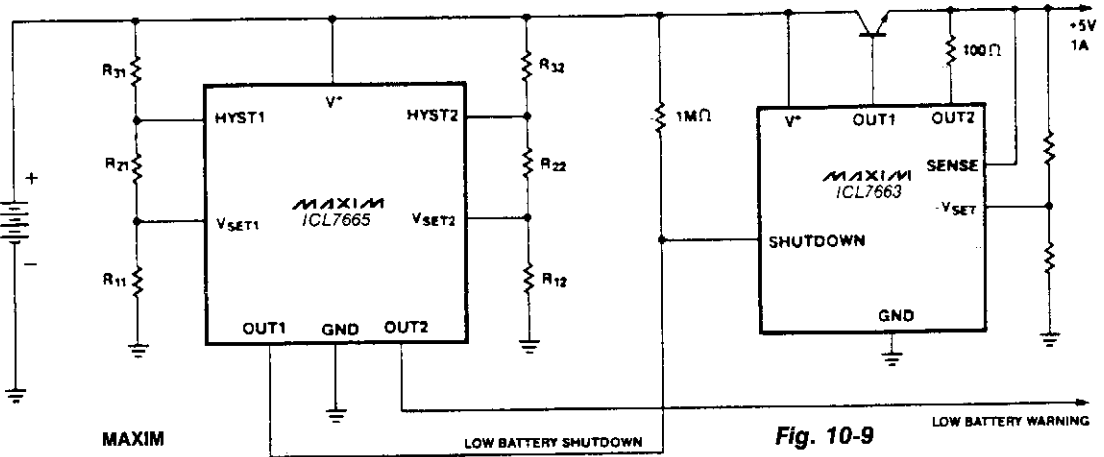 +5V
1A
R31
R32
100Ω
V+
HYST1
HYST2
1MΩ
V+
OUT1
OUT2
R21
R22
SENSE
MAXIM
ICL7665
MAXIM
ICL7663
VSET1
VSET2
-VSET
SHUTDOWN
+
−
R11
R12
OUT1
GND
OUT2
GND
MAXIM
LOW BATTERY SHUTDOWN
Fig. 10-9
LOW BATTERY WARNING